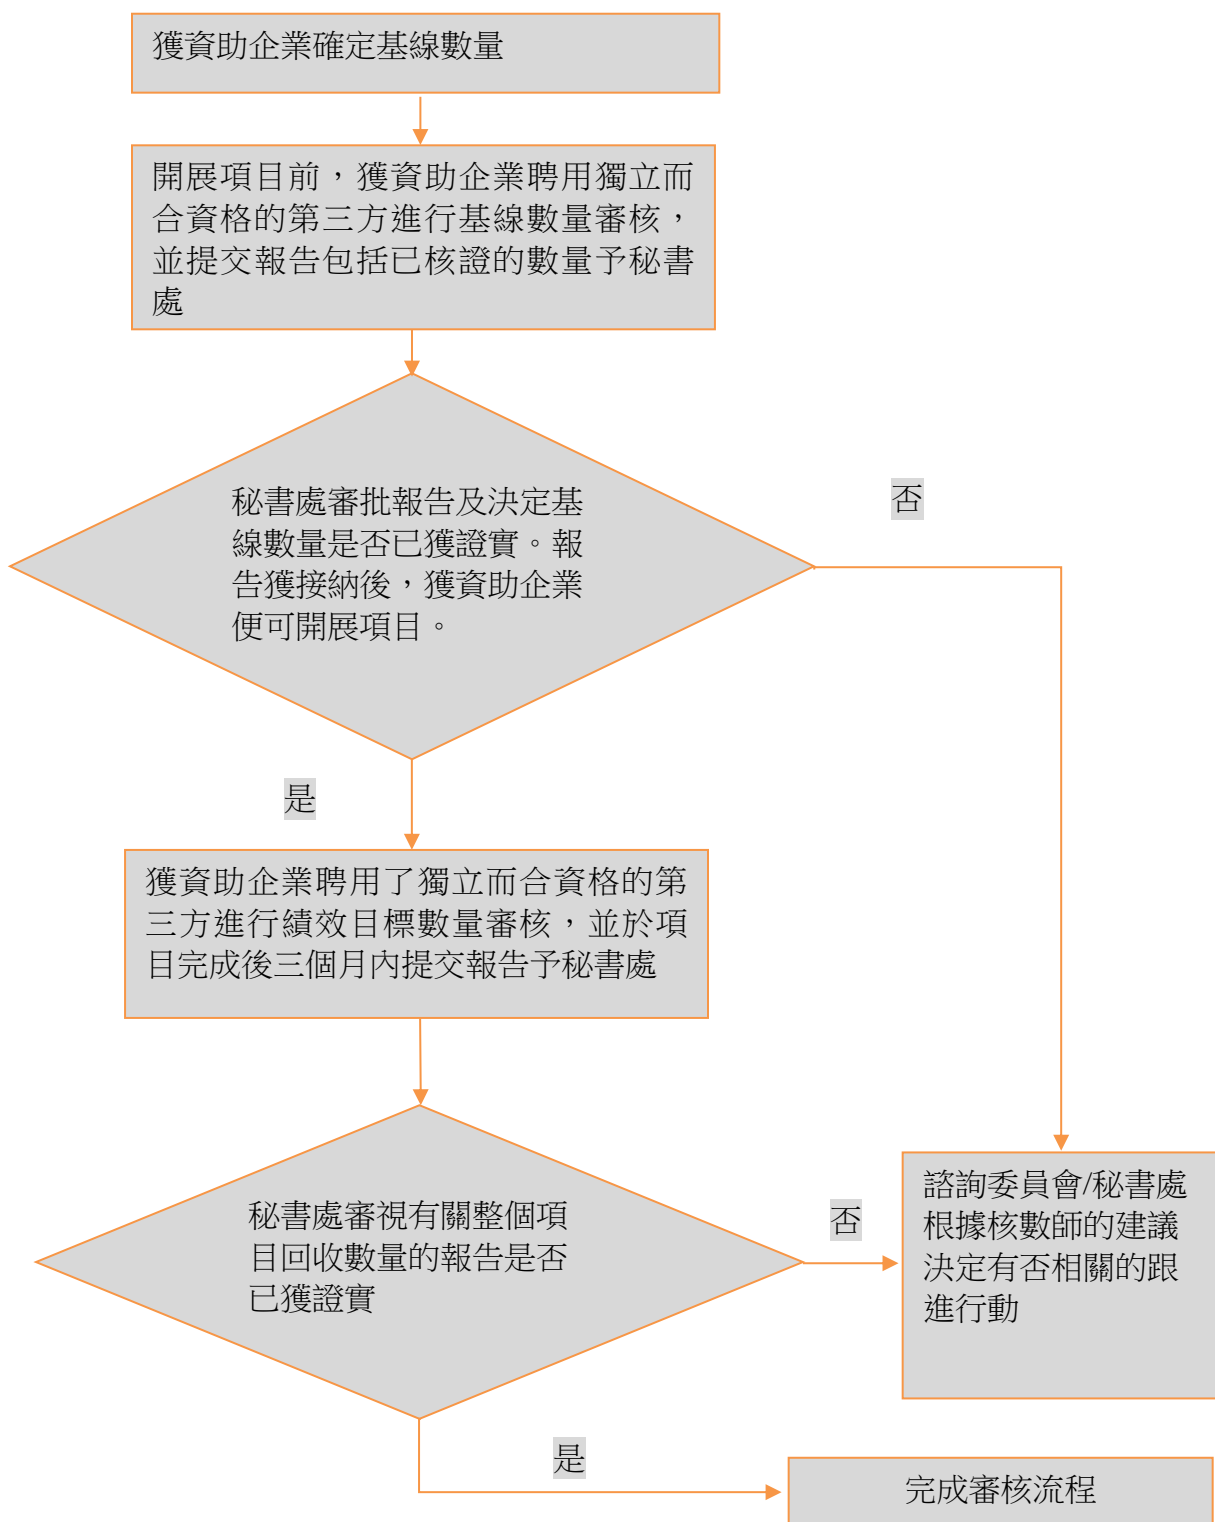 獲資助企業確定基線數量
開展項目前，獲資助企業聘用獨立而
合資格的第三方進行基線數量審核，
並提交報告包括已核證的數量予秘書
處
秘書處審批報告及決定基
線數量是否已獲證實。報
告獲接納後，獲資助企業
便可開展項目。
否
是
獲資助企業聘用了獨立而合資格的第
三方進行績效目標數量審核，並於項
目完成後三個月內提交報告予秘書處
秘書處審視有關整個項
目回收數量的報告是否
已獲證實
否
諮詢委員會/秘書處
根據核數師的建議
決定有否相關的跟
進行動
是
完成審核流程